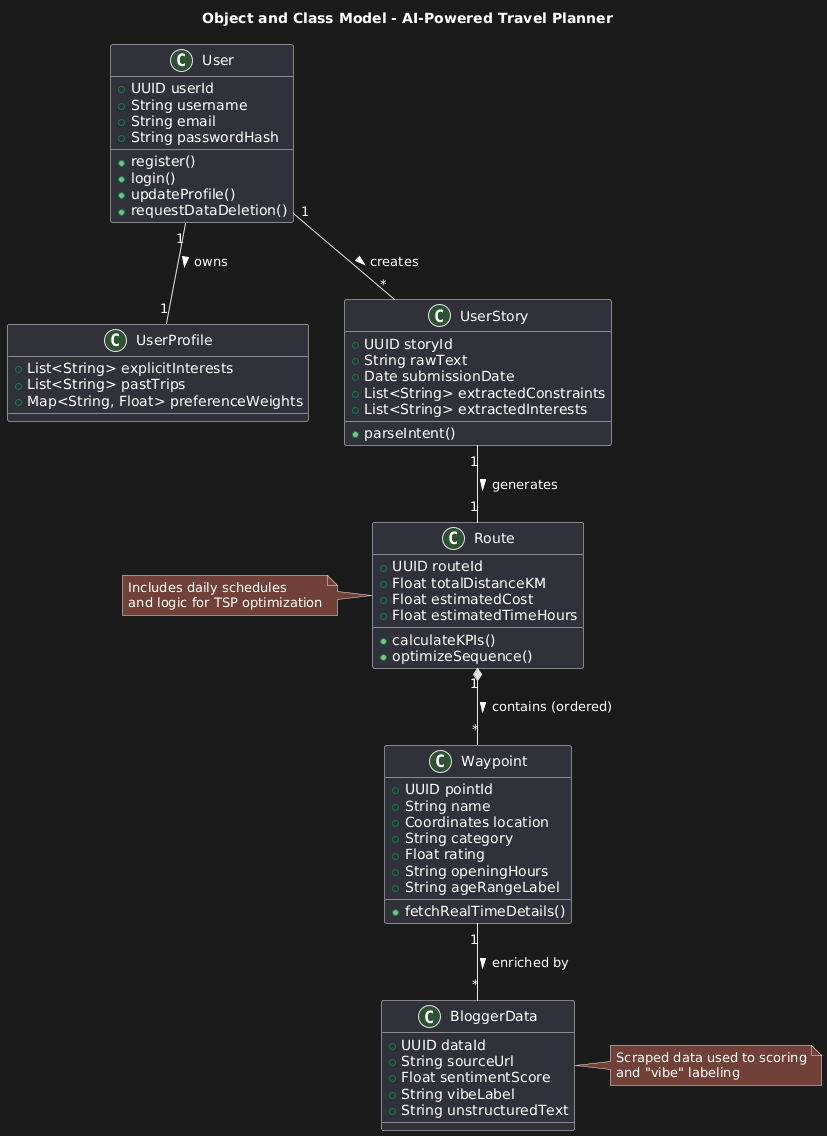 Object and Class Model - AI-Powered Travel Planner
C User
UUID userId
String username
String email
String passwordHash
register()
login()
updateProfile()
requestDataDeletion()
1
1
owns
creates
*
1
C UserProfile
List<String> explicitInterests
List<String> pastTrips
Map<String, Float> preferenceWeights
C UserStory
UUID storyId
String rawText
Date submissionDate
List<String> extractedConstraints
List<String> extractedInterests
parseIntent()
1
generates
1
C Route
UUID routeId
Float totalDistanceKM
Float estimatedCost
Float estimatedTimeHours
calculateKPIs()
optimizeSequence()
Includes daily schedules
and logic for TSP optimization
1
contains (ordered)
*
C Waypoint
UUID pointId
String name
Coordinates location
String category
Float rating
String openingHours
String ageRangeLabel
fetchRealTimeDetails()
1
enriched by
*
C BloggerData
UUID dataId
String sourceUrl
Float sentimentScore
String vibeLabel
String unstructuredText
Scraped data used to scoring
and "vibe" labeling